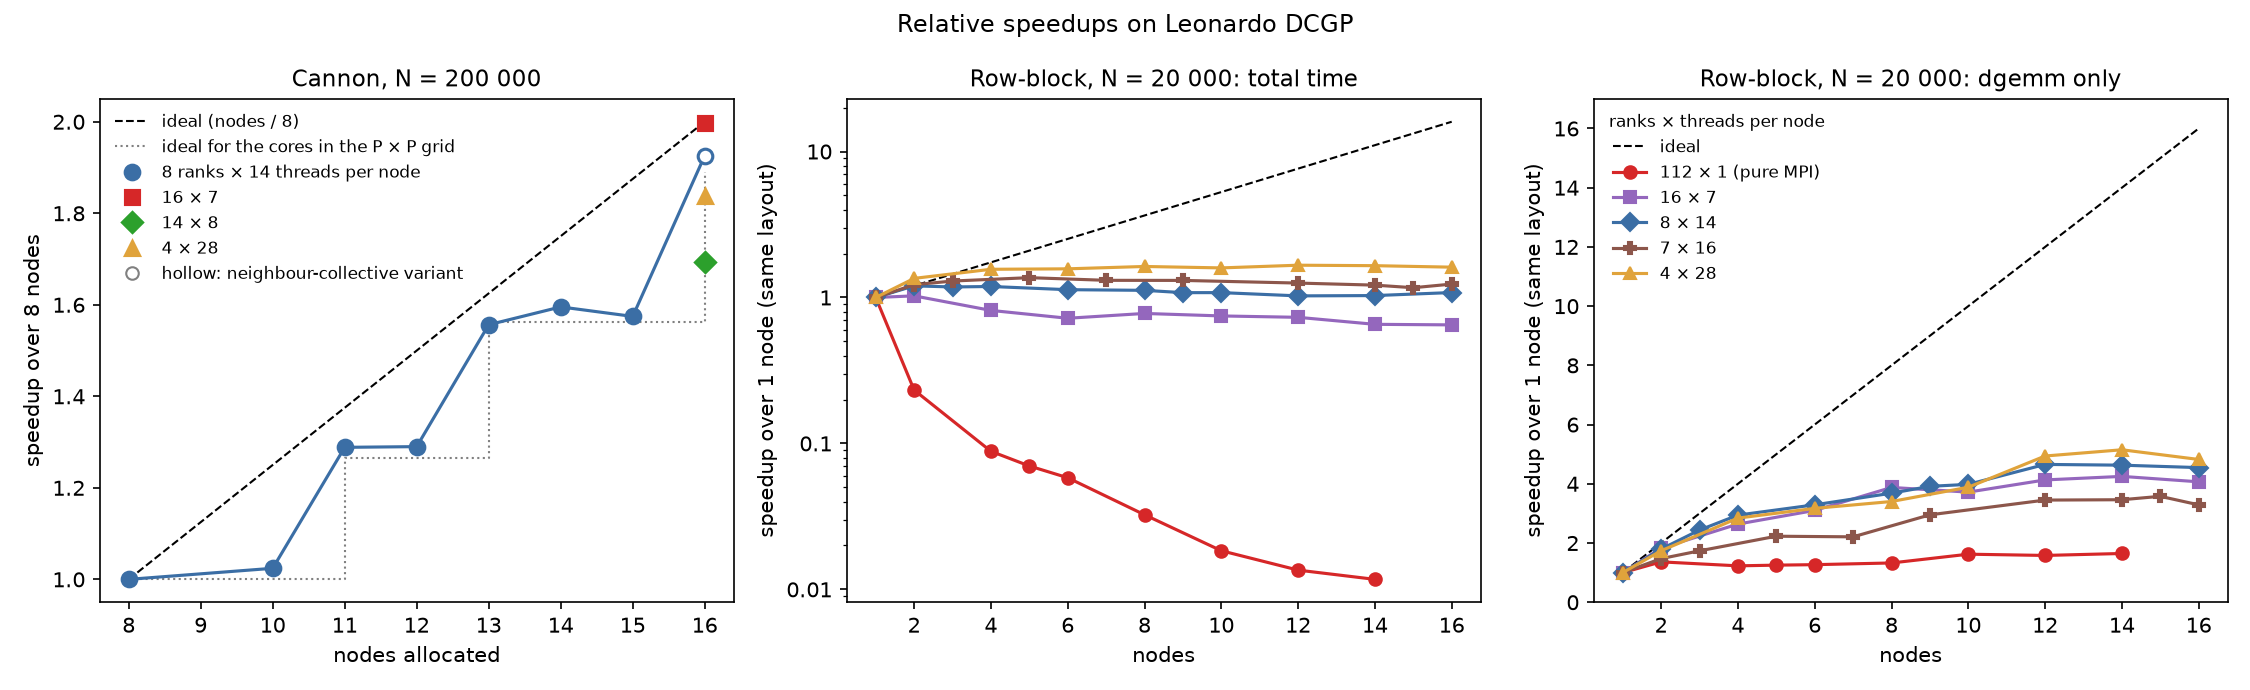 Relative speedups on Leonardo DCGP
Cannon, N = 200 000
speedup over 8 nodes
2.0
1.8
1.6
1.4
1.2
1.0
ideal (nodes / 8)
ideal for the cores in the P × P grid
8 ranks × 14 threads per node
16 × 7
14 × 8
4 × 28
hollow: neighbour-collective variant
8 9 10 11 12 13 14 15 16
nodes allocated
Row-block, N = 20 000: total time
speedup over 1 node (same layout)
10
1
0.1
0.01
2 4 6 8 10 12 14 16
nodes
Row-block, N = 20 000: dgemm only
speedup over 1 node (same layout)
16
14
12
10
8
6
4
2
0
ranks × threads per node
ideal
112 × 1 (pure MPI)
16 × 7
8 × 14
7 × 16
4 × 28
2 4 6 8 10 12 14 16
nodes